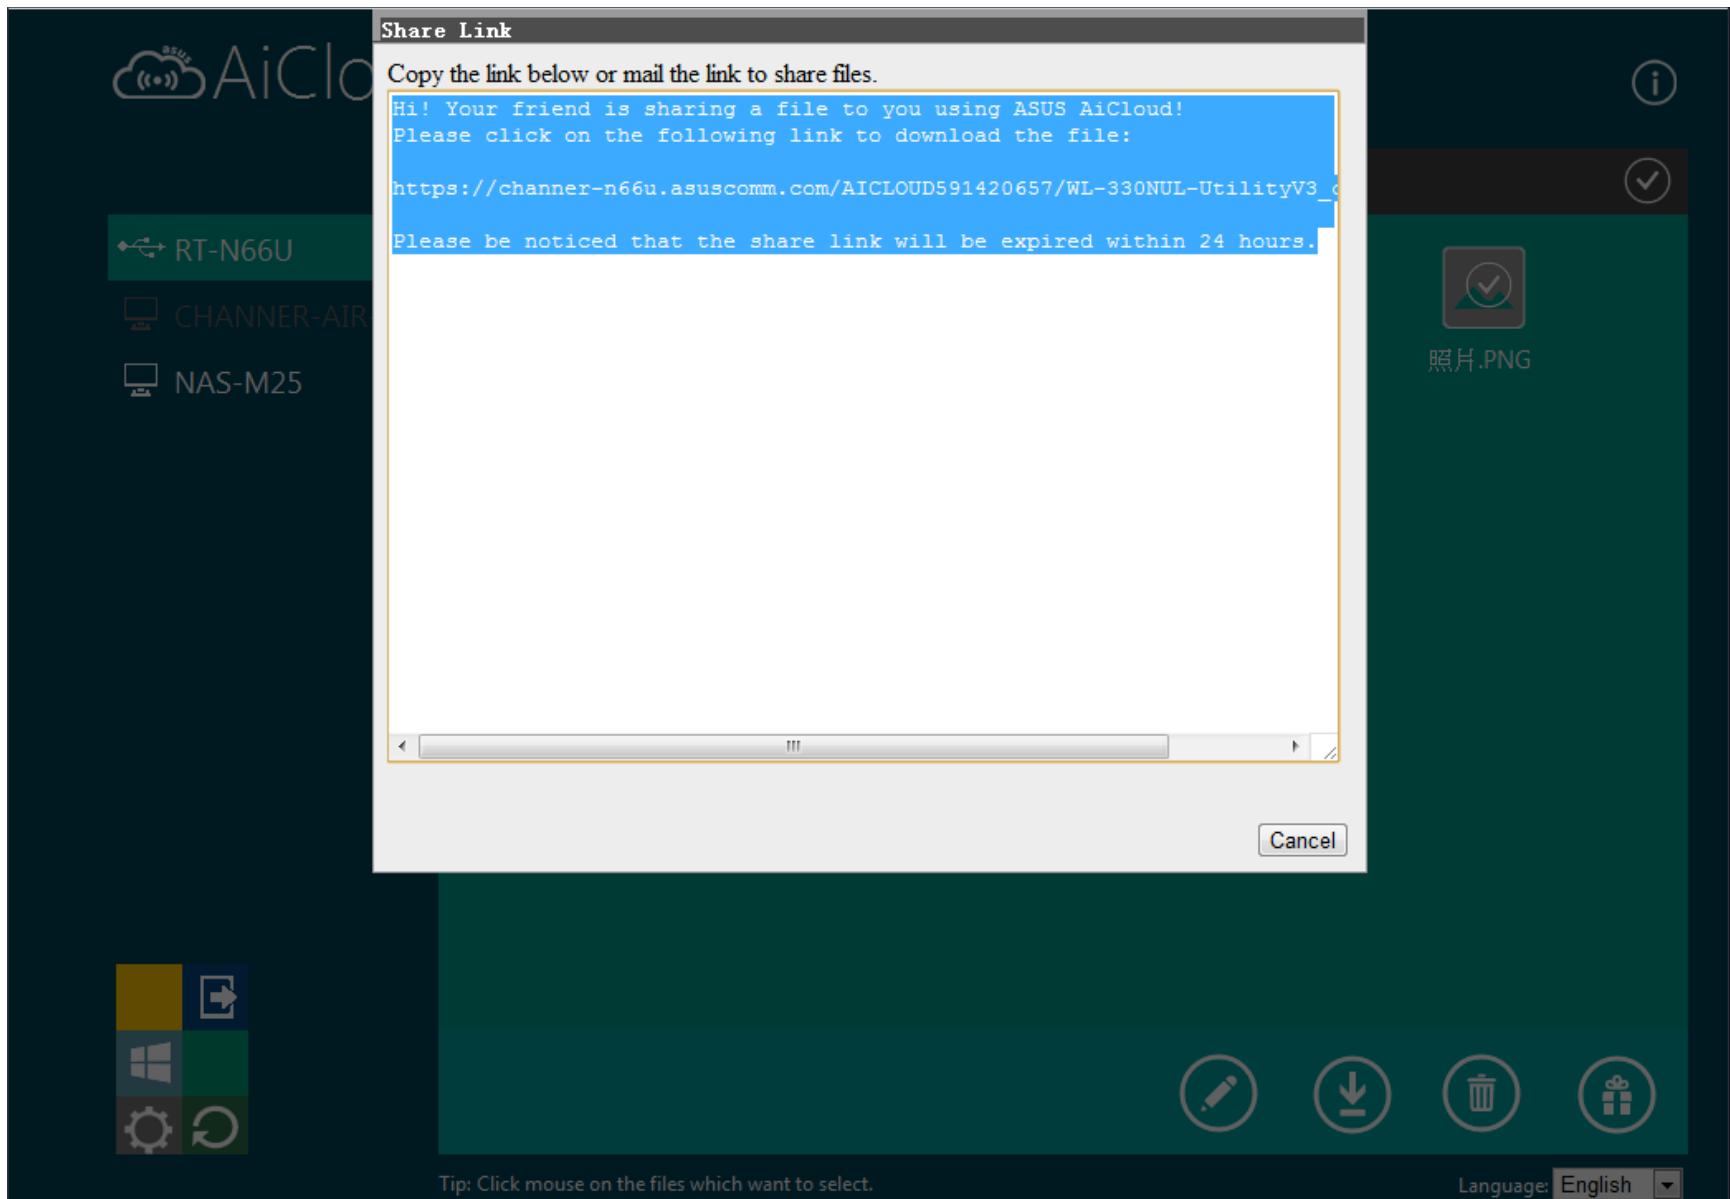 Share Link
asus
AiClo
Copy the link below or mail the link to share files.
Hi! Your friend is sharing a file to you using ASUS AiCloud!
Please click on the following link to download the file:
https://channer-n66u.asuscomm.com/AICLOUD591420657/WL-330NUL-UtilityV3_
Please be noticed that the share link will be expired within 24 hours.
RT-N66U
CHANNER-AIR-
NAS-M25
照片.PNG
Cancel
Tip: Click mouse on the files which want to select.
Language: English